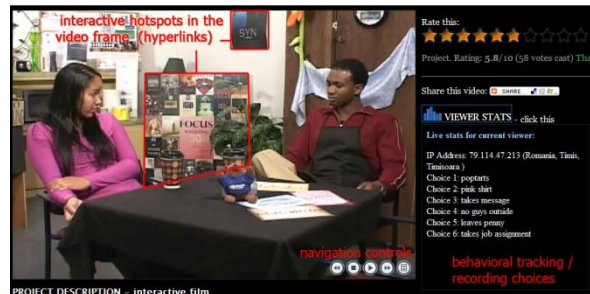 interactive hotspots in the
video frame (hyperlinks)
SYN
FOCUS
navigation controls
PROJECT DESCRIPTION - interactive film
Rate this:
Project. Rating: 5.8/10 (58 votes cast) Tha
Share this video: SHARE
VIEWER STATS - click this
Live stats for current viewer:
IP Address: 79.114.47.213 (Romania, Timis,
Timisoara )
Choice 1: poptarts
Choice 2: pink shirt
Choice 3: takes message
Choice 4: no guys outside
Choice 5: leaves penny
Choice 6: takes job assignment
behavioral tracking /
recording choices